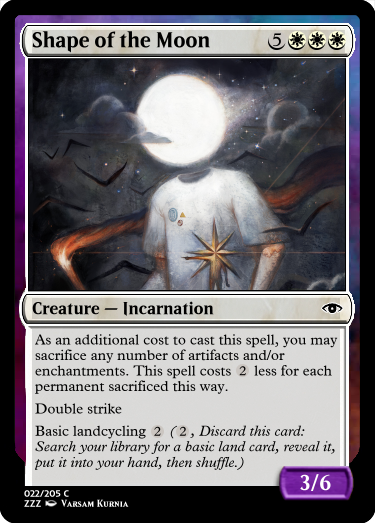 Shape of the Moon 5
Creature — Incarnation
As an additional cost to cast this spell, you may
sacrifice any number of artifacts and/or
enchantments. This spell costs 2 less for each
permanent sacrificed this way.
Double strike
Basic landcycling 2 (2, Discard this card:
Search your library for a basic land card, reveal it,
put it into your hand, then shuffle.)
3/6
022/205 C
ZZZ VARSAM KURNIA